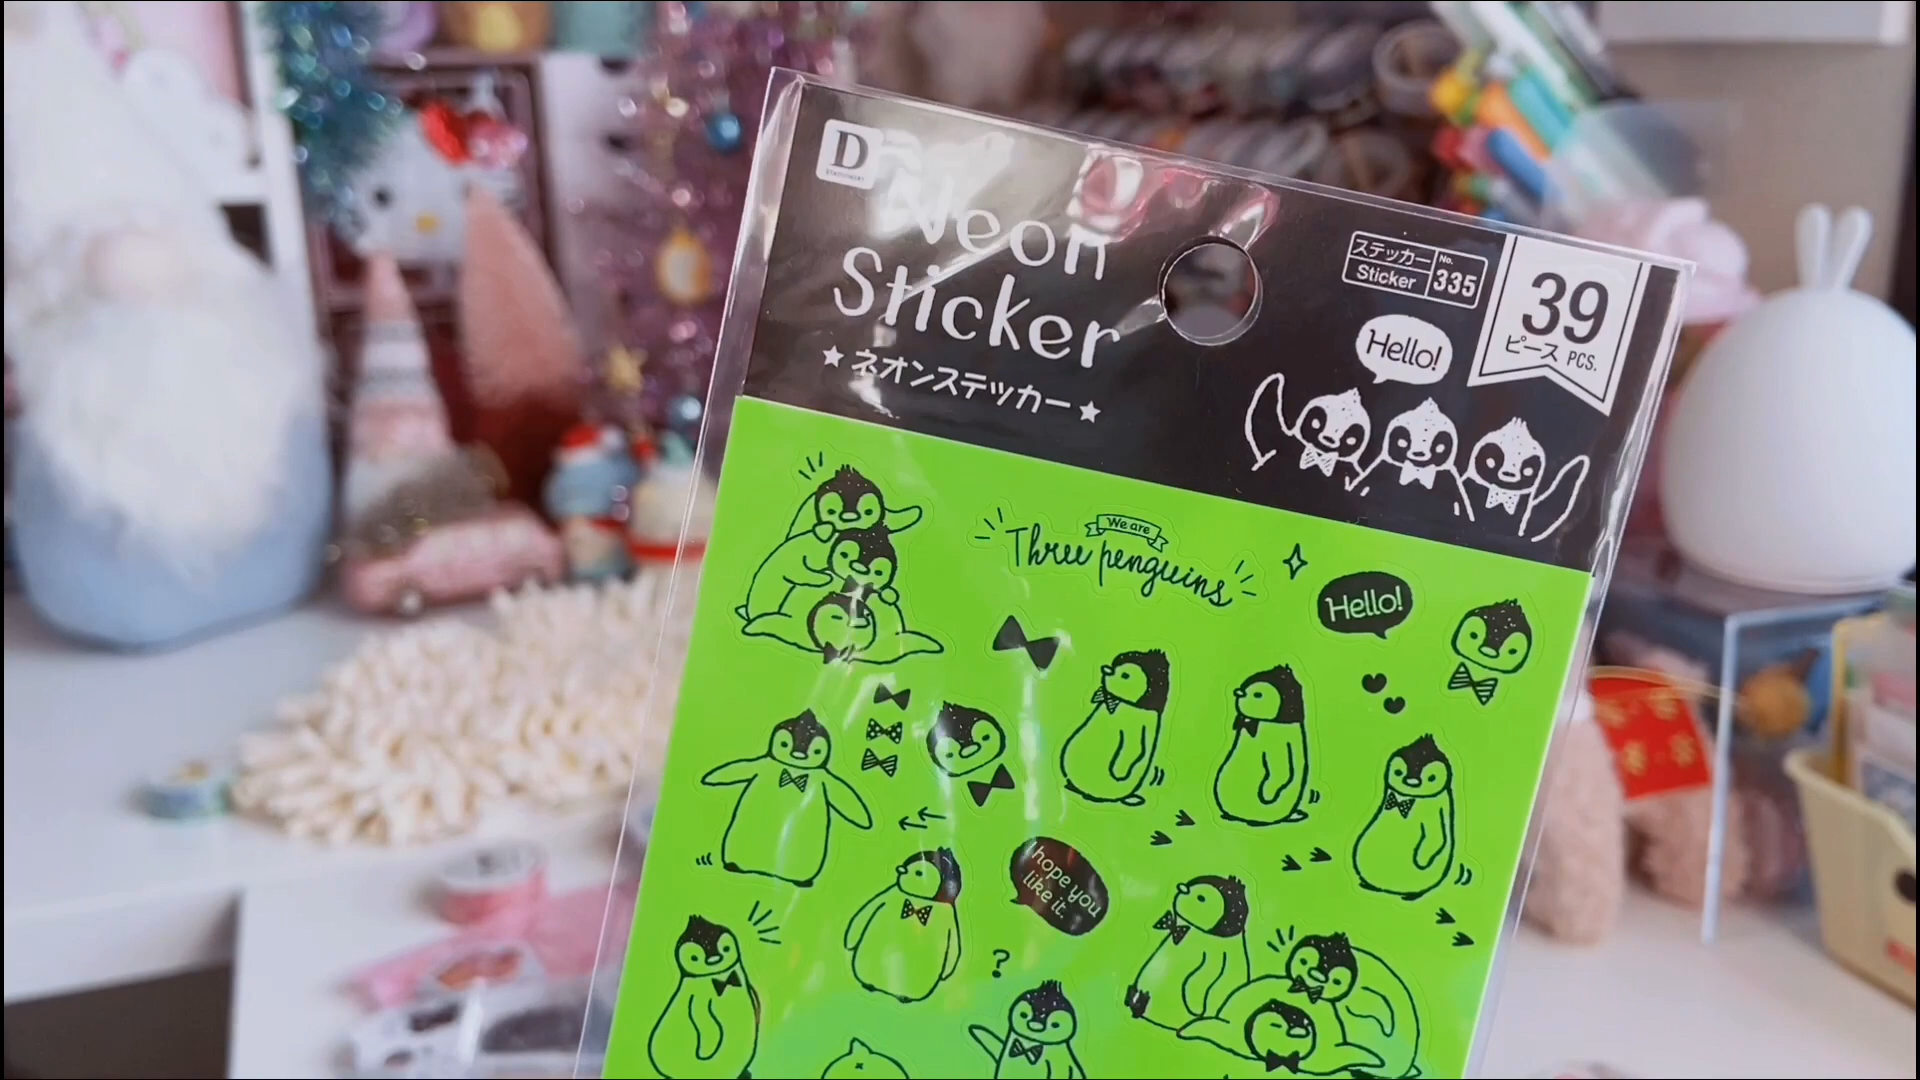 D
STATIONERY
Neon
Sticker
★ネオンステッカー★
ステッカー
Sticker
No.
335
39
ピース PCS.
Hello!
We are
Three penguins
Hello!
I hope you
like it.
?